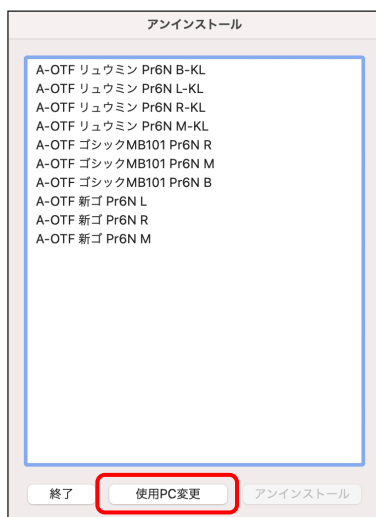 アンインストール
A-OTF リュウミン Pr6N B-KL
A-OTF リュウミン Pr6N L-KL
A-OTF リュウミン Pr6N R-KL
A-OTF リュウミン Pr6N M-KL
A-OTF ゴシックMB101 Pr6N R
A-OTF ゴシックMB101 Pr6N M
A-OTF ゴシックMB101 Pr6N B
A-OTF 新ゴ Pr6N L
A-OTF 新ゴ Pr6N R
A-OTF 新ゴ Pr6N M
終了 使用PC変更 アンインストール